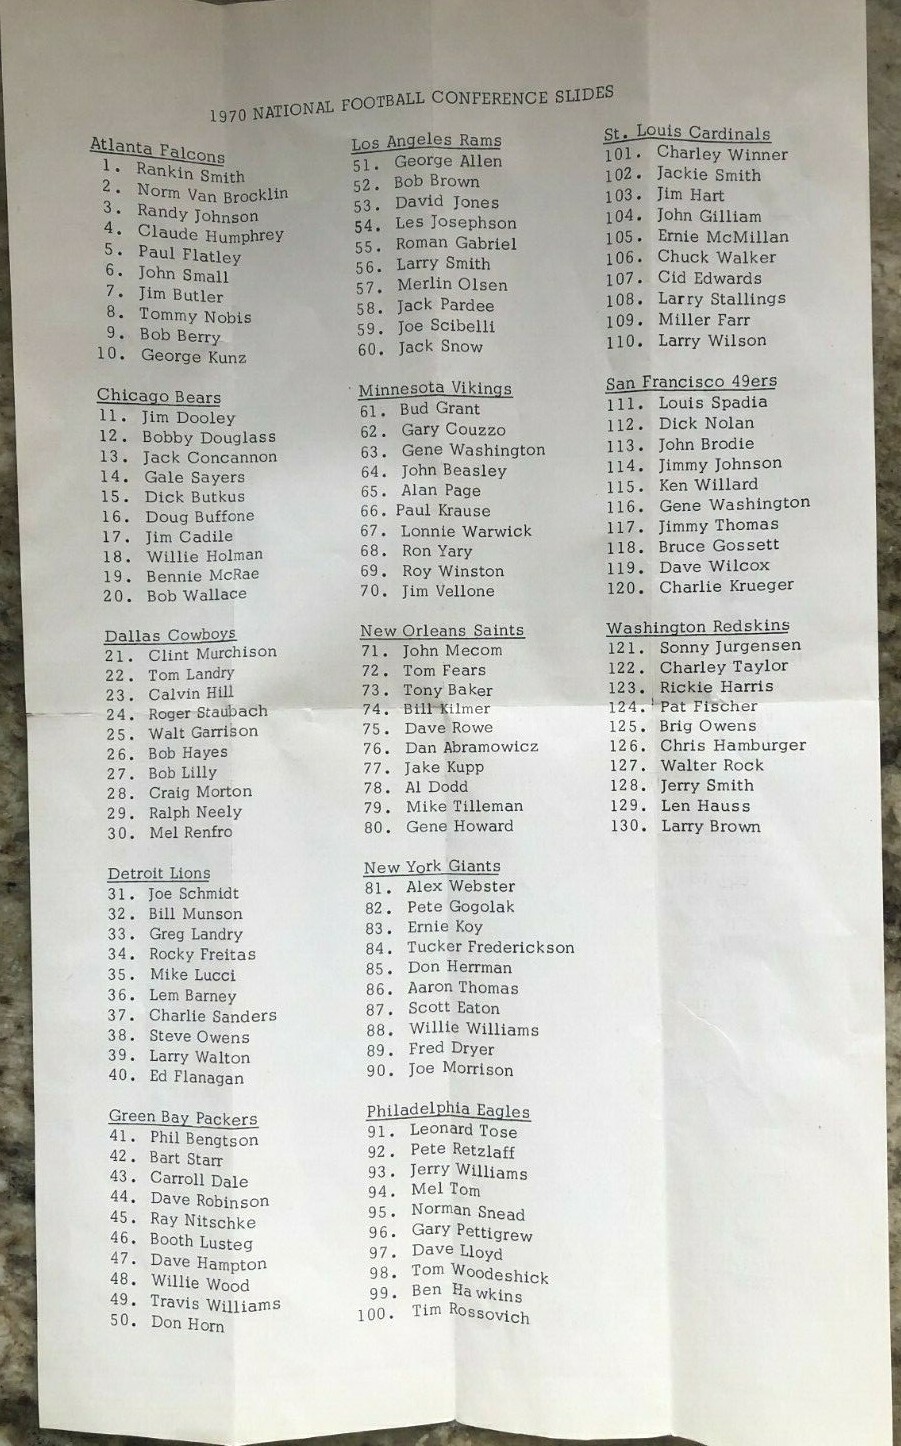 1970 NATIONAL FOOTBALL CONFERENCE SLIDES
Atlanta Falcons
1. Rankin Smith
2. Norm Van Brocklin
3. Randy Johnson
4. Claude Humphrey
5. Paul Flatley
6. John Small
7. Jim Butler
8. Tommy Nobis
9. Bob Berry
10. George Kunz
Chicago Bears
11. Jim Dooley
12. Bobby Douglass
13. Jack Concannon
14. Gale Sayers
15. Dick Butkus
16. Doug Buffone
17. Jim Cadile
18. Willie Holman
19. Bennie McRae
20. Bob Wallace
Dallas Cowboys
21. Clint Murchison
22. Tom Landry
23. Calvin Hill
24. Roger Staubach
25. Walt Garrison
26. Bob Hayes
27. Bob Lilly
28. Craig Morton
29. Ralph Neely
30. Mel Renfro
Detroit Lions
31. Joe Schmidt
32. Bill Munson
33. Greg Landry
34. Rocky Freitas
35. Mike Lucci
36. Lem Barney
37. Charlie Sanders
38. Steve Owens
39. Larry Walton
40. Ed Flanagan
Green Bay Packers
41. Phil Bengtson
42. Bart Starr
43. Carroll Dale
44. Dave Robinson
45. Ray Nitschke
46. Booth Lusteg
47. Dave Hampton
48. Willie Wood
49. Travis Williams
50. Don Horn
Los Angeles Rams
51. George Allen
52. Bob Brown
53. David Jones
54. Les Josephson
55. Roman Gabriel
56. Larry Smith
57. Merlin Olsen
58. Jack Pardee
59. Joe Scibelli
60. Jack Snow
Minnesota Vikings
61. Bud Grant
62. Gary Couzzo
63. Gene Washington
64. John Beasley
65. Alan Page
66. Paul Krause
67. Lonnie Warwick
68. Ron Yary
69. Roy Winston
70. Jim Vellone
New Orleans Saints
71. John Mecom
72. Tom Fears
73. Tony Baker
74. Bill Kilmer
75. Dave Rowe
76. Dan Abramowicz
77. Jake Kupp
78. Al Dodd
79. Mike Tilleman
80. Gene Howard
New York Giants
81. Alex Webster
82. Pete Gogolak
83. Ernie Koy
84. Tucker Frederickson
85. Don Herrman
86. Aaron Thomas
87. Scott Eaton
88. Willie Williams
89. Fred Dryer
90. Joe Morrison
Philadelphia Eagles
91. Leonard Tose
92. Pete Retzlaff
93. Jerry Williams
94. Mel Tom
95. Norman Snead
96. Gary Pettigrew
97. Dave Lloyd
98. Tom Woodeshick
99. Ben Hawkins
100. Tim Rossovich
St. Louis Cardinals
101. Charley Winner
102. Jackie Smith
103. Jim Hart
104. John Gilliam
105. Ernie McMillan
106. Chuck Walker
107. Cid Edwards
108. Larry Stallings
109. Miller Farr
110. Larry Wilson
San Francisco 49ers
111. Louis Spadia
112. Dick Nolan
113. John Brodie
114. Jimmy Johnson
115. Ken Willard
116. Gene Washington
117. Jimmy Thomas
118. Bruce Gossett
119. Dave Wilcox
120. Charlie Krueger
Washington Redskins
121. Sonny Jurgensen
122. Charley Taylor
123. Rickie Harris
124. Pat Fischer
125. Brig Owens
126. Chris Hamburger
127. Walter Rock
128. Jerry Smith
129. Len Hauss
130. Larry Brown